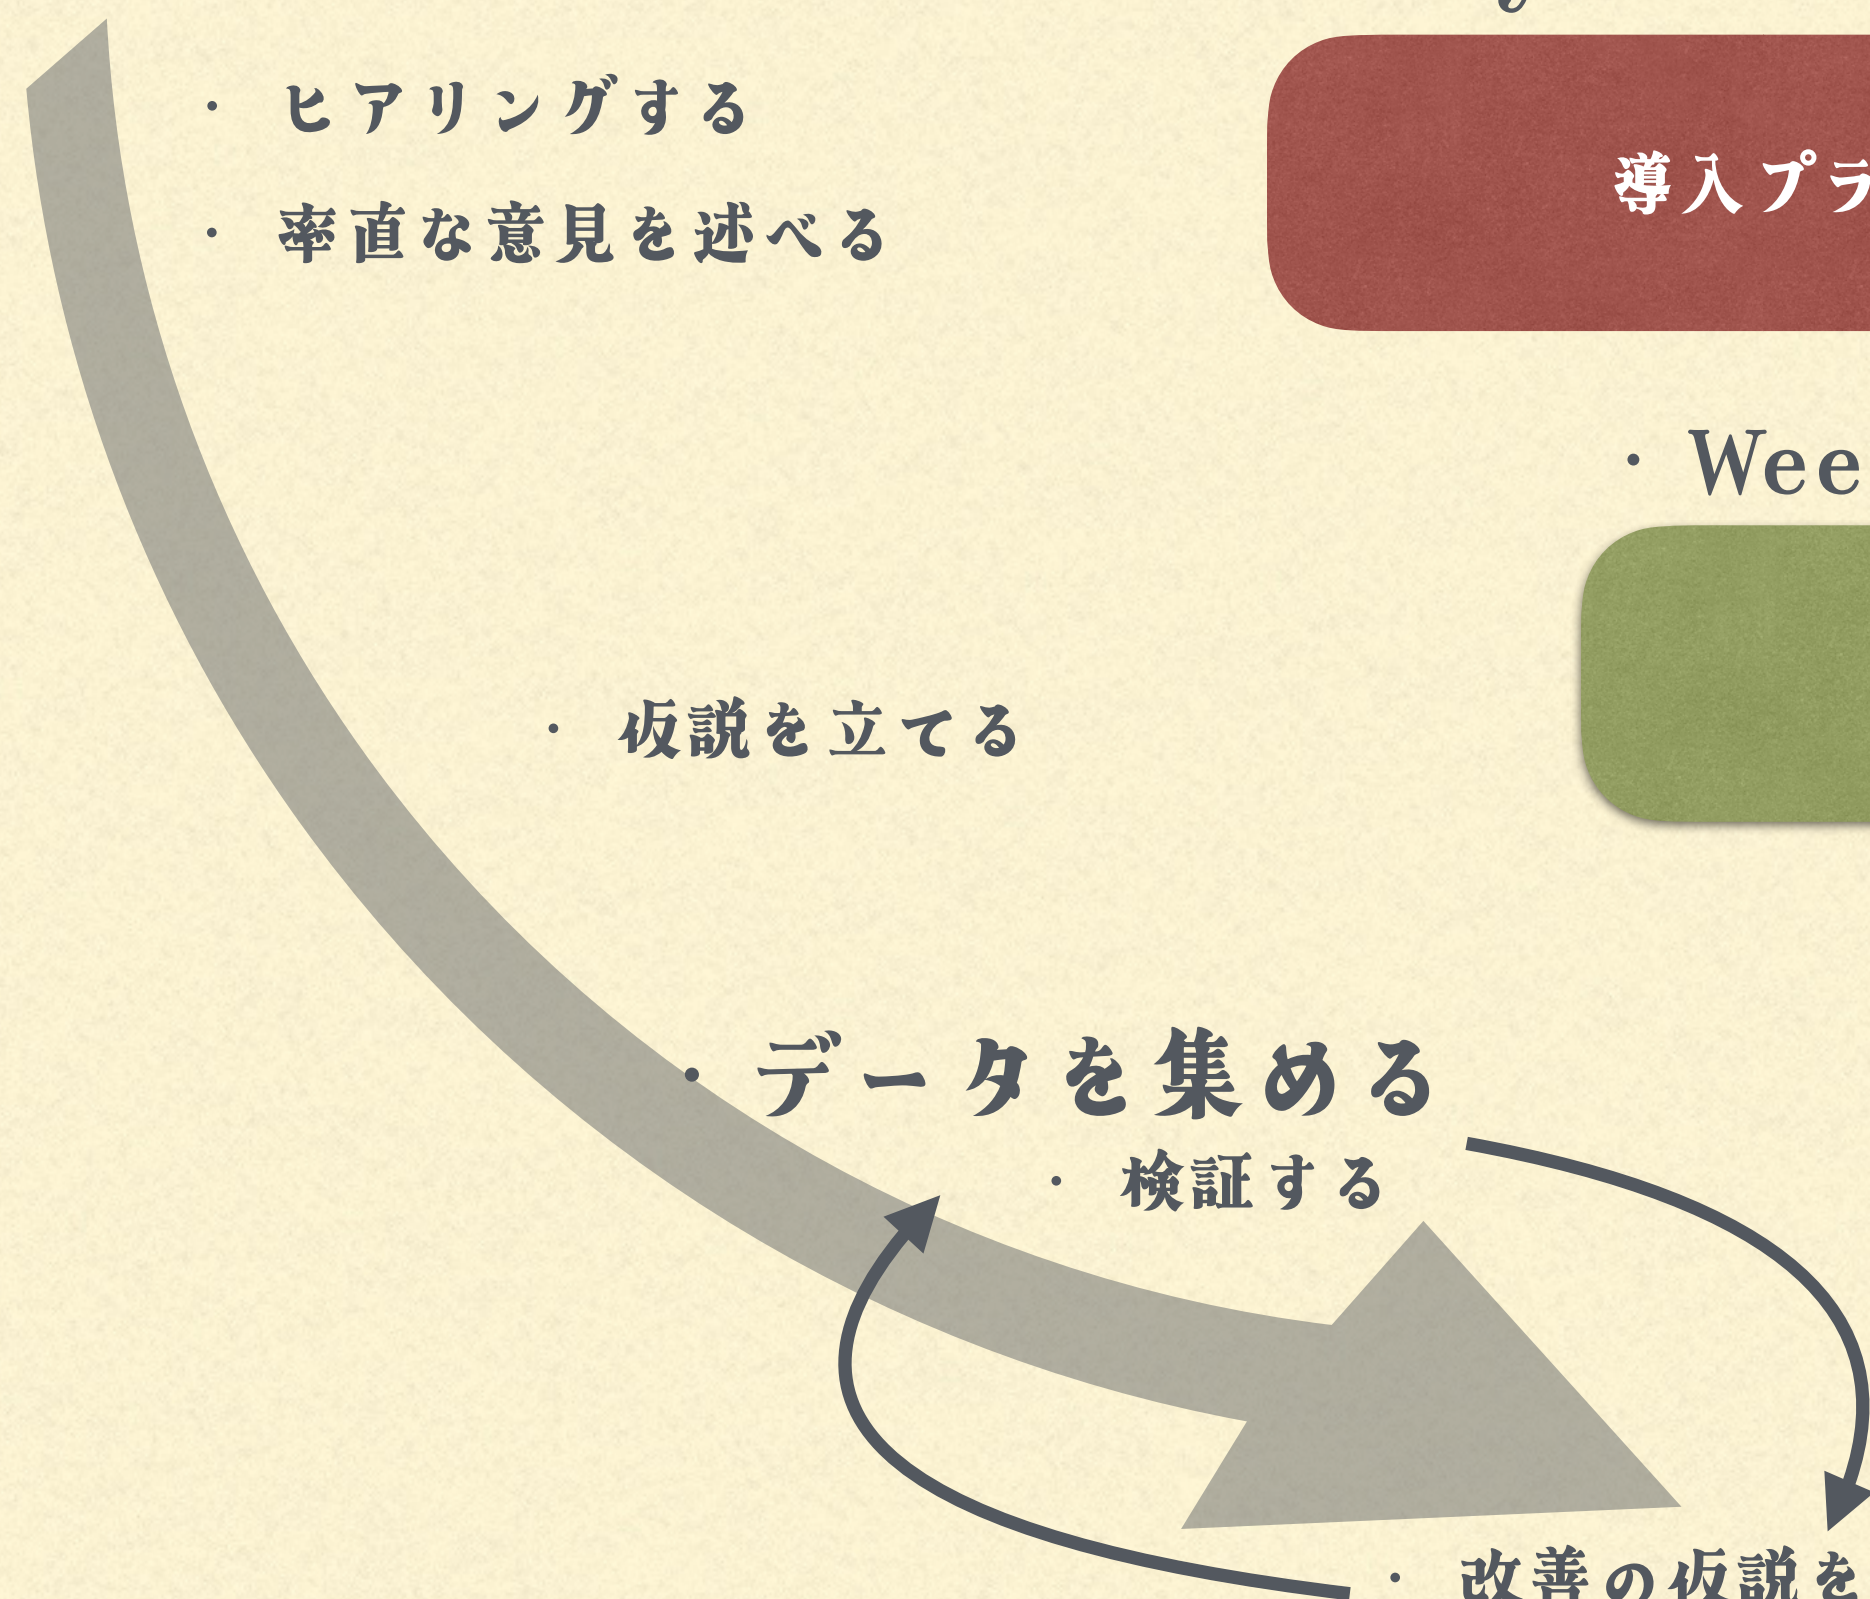 ・ ヒアリングする
・ 率直な意見を述べる
導入プラ
・ Wee
・ 仮説を立てる
・ データを集める
・ 検証する
・ 改善の仮説を